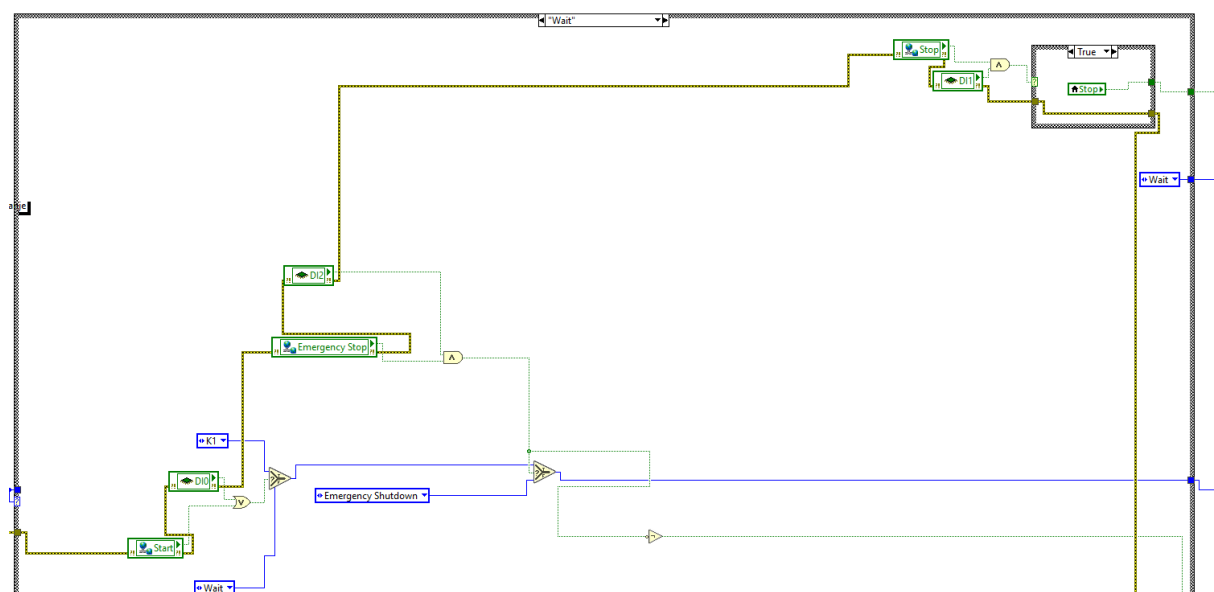 "Wait"
Stop
True
DI1
Stop
Wait
DI2
Emergency Stop
K1
DI0
Emergency Shutdown
Start
Wait